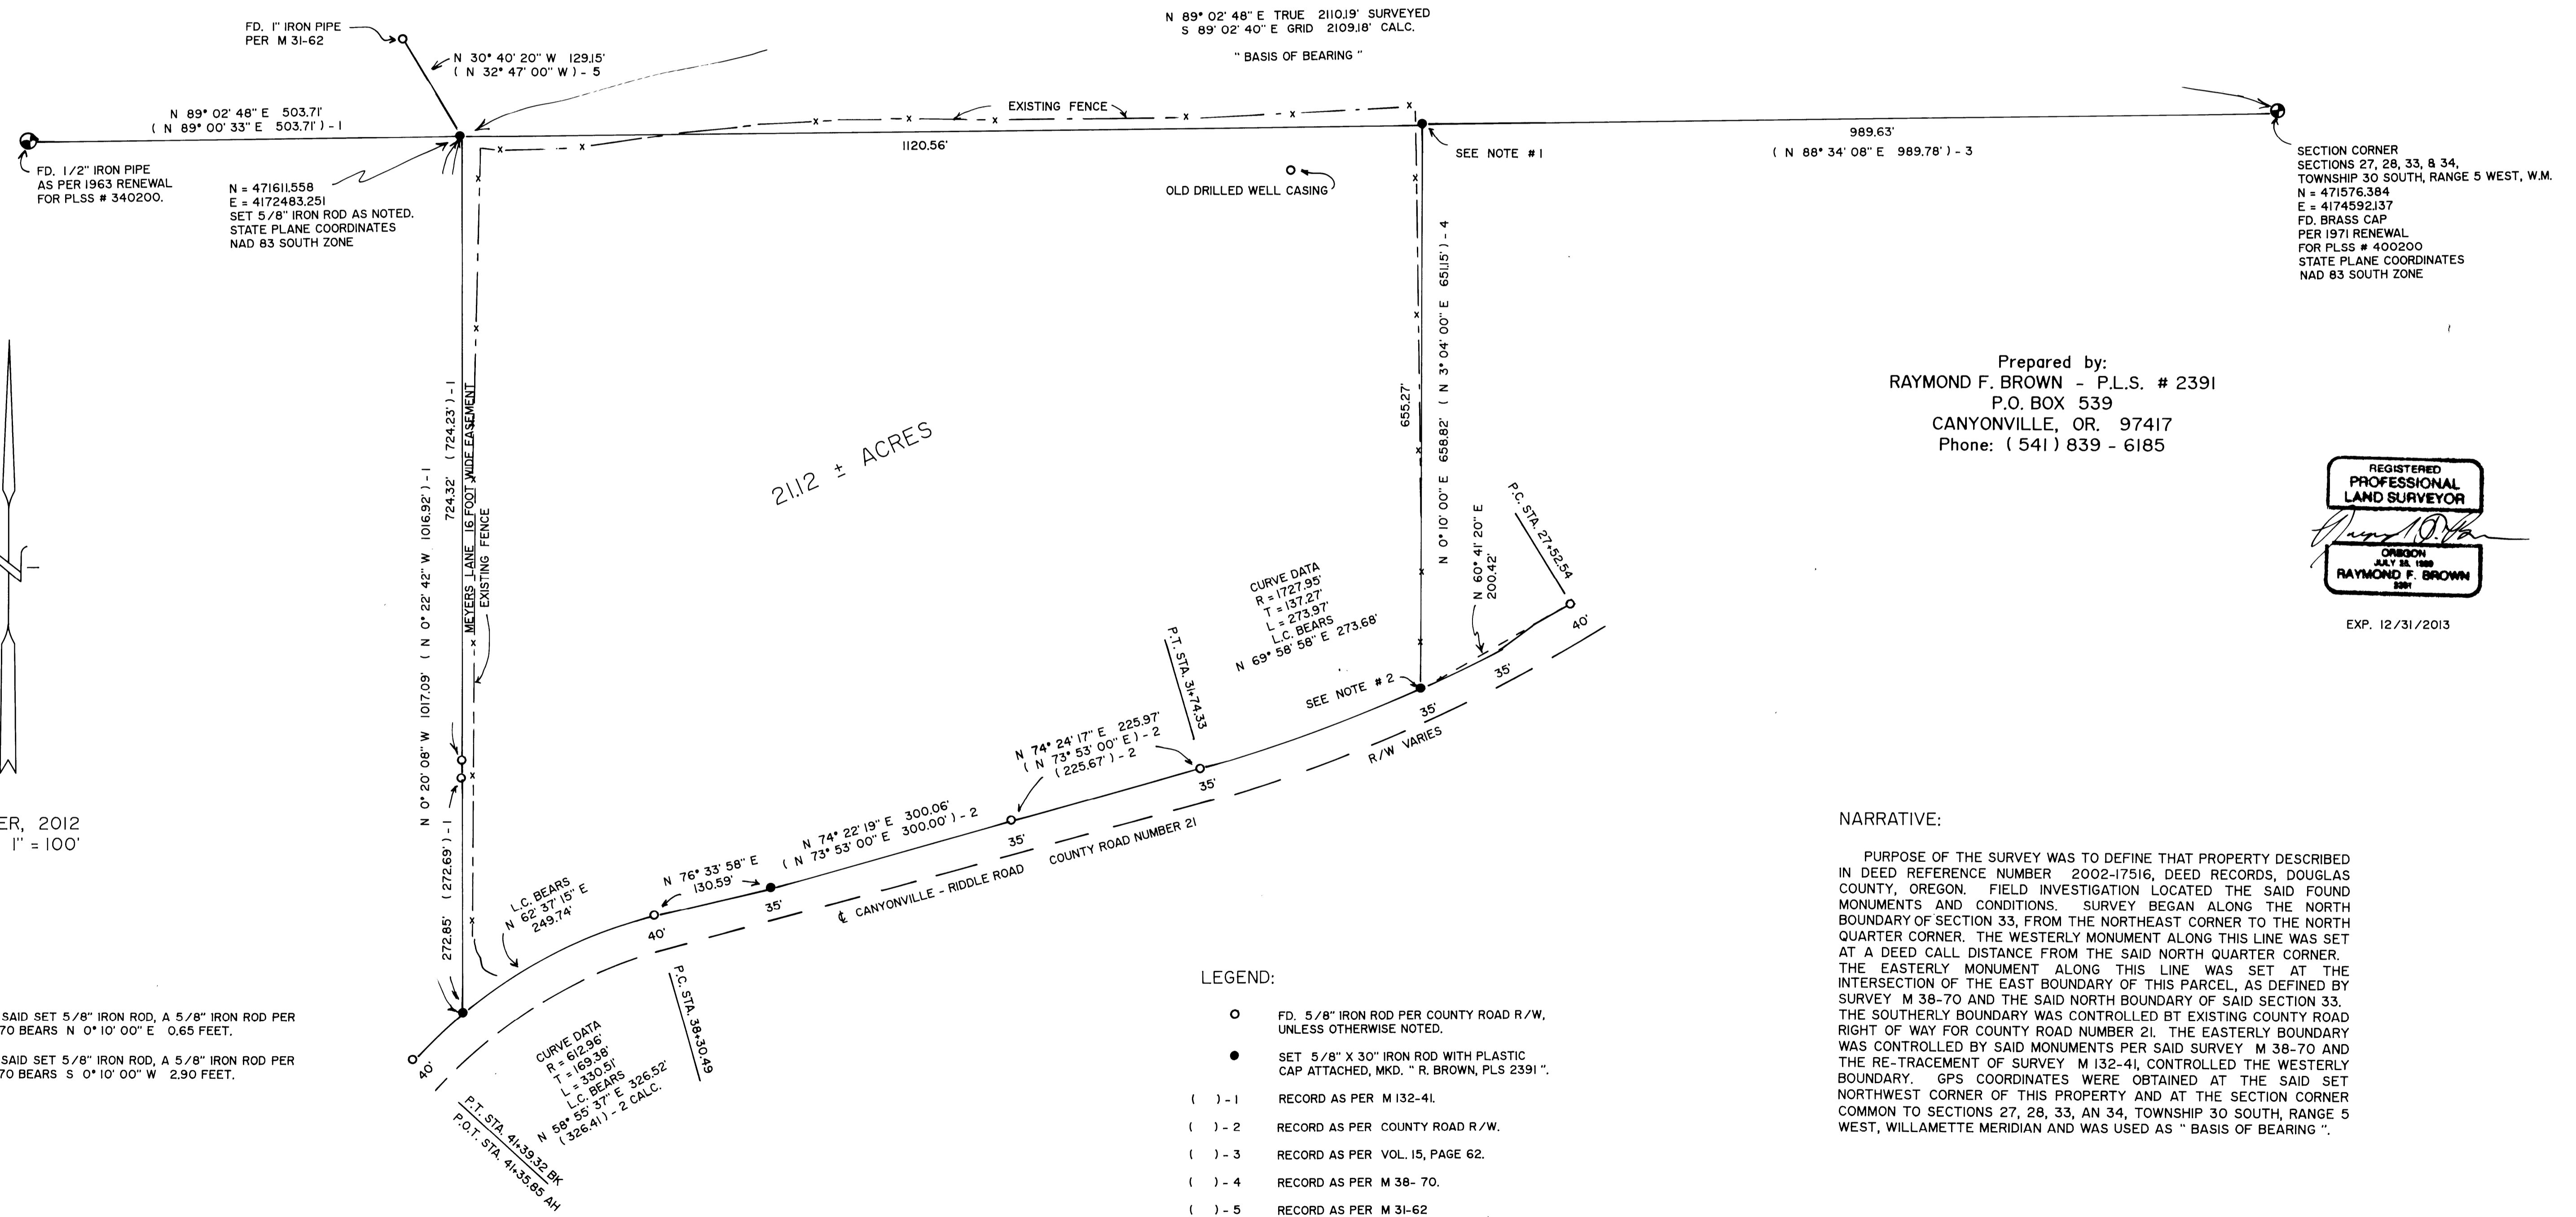 N 89° 02' 48" E TRUE 2110.19' SURVEYED
S 89° 02' 40" E GRID 2109.18' CALC.
" BASIS OF BEARING "
FD. 1" IRON PIPE
PER M 31-62
N 30° 40' 20" W 129.15'
( N 32° 47' 00" W ) - 5
N 89° 02' 48" E 503.71'
( N 89° 00' 33" E 503.71' ) - 1
EXISTING FENCE
1120.56'
989.63'
( N 88° 34' 08" E 989.78' ) - 3
SEE NOTE # 1
OLD DRILLED WELL CASING
FD. 1/2" IRON PIPE
AS PER 1963 RENEWAL
FOR PLSS # 340200.
N = 471611.558
E = 4172483.251
SET 5/8" IRON ROD AS NOTED.
STATE PLANE COORDINATES
NAD 83 SOUTH ZONE
SECTION CORNER
SECTIONS 27, 28, 33, & 34,
TOWNSHIP 30 SOUTH, RANGE 5 WEST, W.M.
N = 471576.384
E = 4174592.137
FD. BRASS CAP
PER 1971 RENEWAL
FOR PLSS # 400200
STATE PLANE COORDINATES
NAD 83 SOUTH ZONE
Prepared by:
RAYMOND F. BROWN - P.L.S. # 2391
P.O. BOX 539
CANYONVILLE, OR. 97417
Phone: ( 541 ) 839 - 6185
REGISTERED
PROFESSIONAL
LAND SURVEYOR
OREGON
RAYMOND F. BROWN
2391
EXP. 12/31/2013
N 0° 20' 08" W 1017.09' ( N 0° 22' 42" W 1016.92' ) - 1
724.32' ( 724.23' ) - 1
MEYERS LANE 16 FOOT WIDE EASEMENT
EXISTING FENCE
272.85' ( 272.69' ) - 1
21.12 ± ACRES
655.27'
N 0° 10' 00" E 658.82' ( N 3° 04' 00" E 651.15' ) - 4
N 60° 41' 20" E
200.42'
P.C. STA. 27+52.54
40'
35'
35'
SEE NOTE # 2
CURVE DATA
R = 1727.95'
T = 137.27'
L = 273.97'
L.C. BEARS
N 69° 58' 58" E 273.68'
P.T. STA. 31+74.33
N 74° 24' 17" E 225.97'
( N 73° 53' 00" E ) - 2
( 225.67' ) - 2
R/W VARIES
35'
35'
N 74° 22' 19" E 300.06'
( N 73° 53' 00" E 300.00' ) - 2
COUNTY ROAD NUMBER 21
℄ CANYONVILLE - RIDDLE ROAD
N 76° 33' 58" E
130.59'
35'
40'
L.C. BEARS
N 62° 37' 15" E
249.74'
P.C. STA. 38+30.49
CURVE DATA
R = 612.96'
T = 169.38'
L = 330.51'
L.C. BEARS
N 58° 55' 37" E 326.52'
( 326.41 ) - 2 CALC.
40'
P.T. STA. 41+39.32 BK
P.O.T. STA. 41+35.85 AH
ER, 2012
1" = 100'
SAID SET 5/8" IRON ROD, A 5/8" IRON ROD PER
70 BEARS N 0° 10' 00" E 0.65 FEET.
SAID SET 5/8" IRON ROD, A 5/8" IRON ROD PER
70 BEARS S 0° 10' 00" W 2.90 FEET.
LEGEND:
FD. 5/8" IRON ROD PER COUNTY ROAD R/W,
UNLESS OTHERWISE NOTED.
SET 5/8" X 30" IRON ROD WITH PLASTIC
CAP ATTACHED, MKD. " R. BROWN, PLS 2391 ".
( ) - 1 RECORD AS PER M 132-41.
( ) - 2 RECORD AS PER COUNTY ROAD R/W.
( ) - 3 RECORD AS PER VOL. 15, PAGE 62.
( ) - 4 RECORD AS PER M 38- 70.
( ) - 5 RECORD AS PER M 31-62
NARRATIVE:
PURPOSE OF THE SURVEY WAS TO DEFINE THAT PROPERTY DESCRIBED
IN DEED REFERENCE NUMBER 2002-17516, DEED RECORDS, DOUGLAS
COUNTY, OREGON. FIELD INVESTIGATION LOCATED THE SAID FOUND
MONUMENTS AND CONDITIONS. SURVEY BEGAN ALONG THE NORTH
BOUNDARY OF SECTION 33, FROM THE NORTHEAST CORNER TO THE NORTH
QUARTER CORNER. THE WESTERLY MONUMENT ALONG THIS LINE WAS SET
AT A DEED CALL DISTANCE FROM THE SAID NORTH QUARTER CORNER.
THE EASTERLY MONUMENT ALONG THIS LINE WAS SET AT THE
INTERSECTION OF THE EAST BOUNDARY OF THIS PARCEL, AS DEFINED BY
SURVEY M 38-70 AND THE SAID NORTH BOUNDARY OF SAID SECTION 33.
THE SOUTHERLY BOUNDARY WAS CONTROLLED BT EXISTING COUNTY ROAD
RIGHT OF WAY FOR COUNTY ROAD NUMBER 21. THE EASTERLY BOUNDARY
WAS CONTROLLED BY SAID MONUMENTS PER SAID SURVEY M 38-70 AND
THE RE-TRACEMENT OF SURVEY M 132-41, CONTROLLED THE WESTERLY
BOUNDARY. GPS COORDINATES WERE OBTAINED AT THE SAID SET
NORTHWEST CORNER OF THIS PROPERTY AND AT THE SECTION CORNER
COMMON TO SECTIONS 27, 28, 33, AN 34, TOWNSHIP 30 SOUTH, RANGE 5
WEST, WILLAMETTE MERIDIAN AND WAS USED AS " BASIS OF BEARING ".